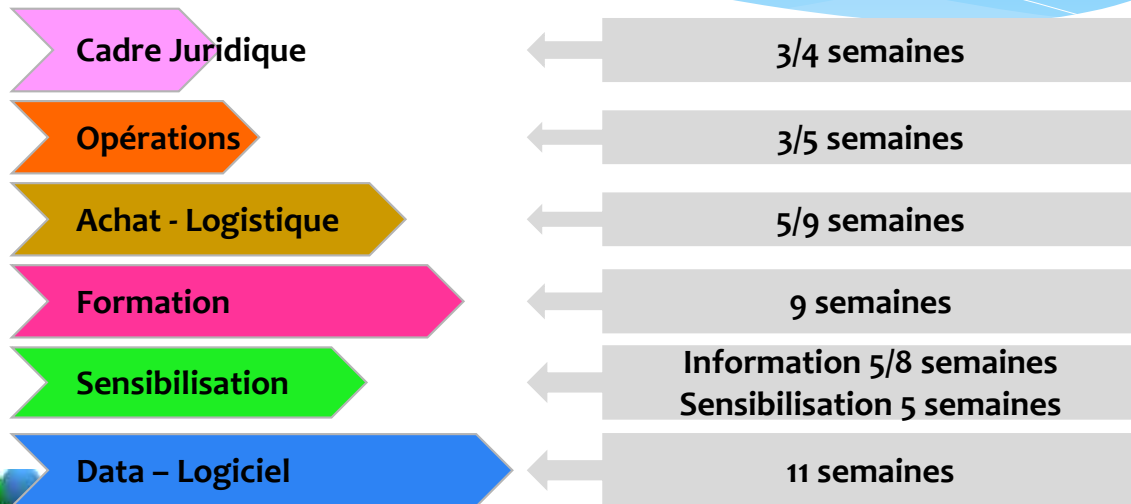 Cadre Juridique
3/4 semaines
Opérations
3/5 semaines
Achat - Logistique
5/9 semaines
Formation
9 semaines
Sensibilisation
Information 5/8 semaines
Sensibilisation 5 semaines
Data – Logiciel
11 semaines